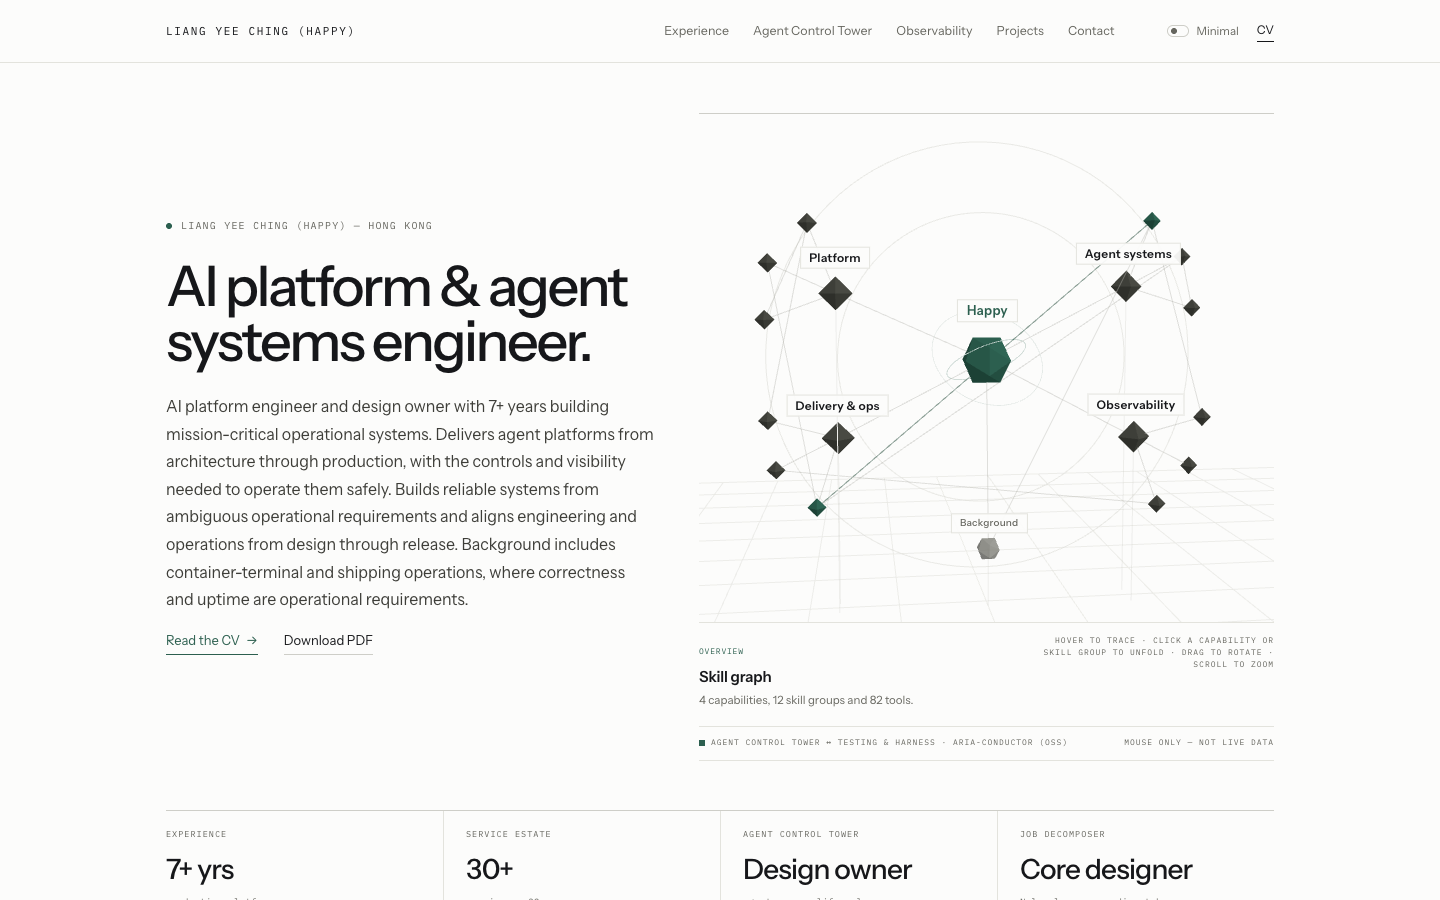 LIANG YEE CHING (HAPPY)
Experience
Agent Control Tower
Observability
Projects
Contact
Minimal
CV
LIANG YEE CHING (HAPPY) — HONG KONG
AI platform & agent
systems engineer.
AI platform engineer and design owner with 7+ years building
mission-critical operational systems. Delivers agent platforms from
architecture through production, with the controls and visibility
needed to operate them safely. Builds reliable systems from
ambiguous operational requirements and aligns engineering and
operations from design through release. Background includes
container-terminal and shipping operations, where correctness
and uptime are operational requirements.
Read the CV →
Download PDF
Platform
Agent systems
Happy
Delivery & ops
Observability
Background
OVERVIEW
Skill graph
4 capabilities, 12 skill groups and 82 tools.
HOVER TO TRACE · CLICK A CAPABILITY OR
SKILL GROUP TO UNFOLD · DRAG TO ROTATE ·
SCROLL TO ZOOM
AGENT CONTROL TOWER ↔ TESTING & HARNESS · ARIA-CONDUCTOR (OSS)
MOUSE ONLY — NOT LIVE DATA
EXPERIENCE
7+ yrs
SERVICE ESTATE
30+
AGENT CONTROL TOWER
Design owner
JOB DECOMPOSER
Core designer